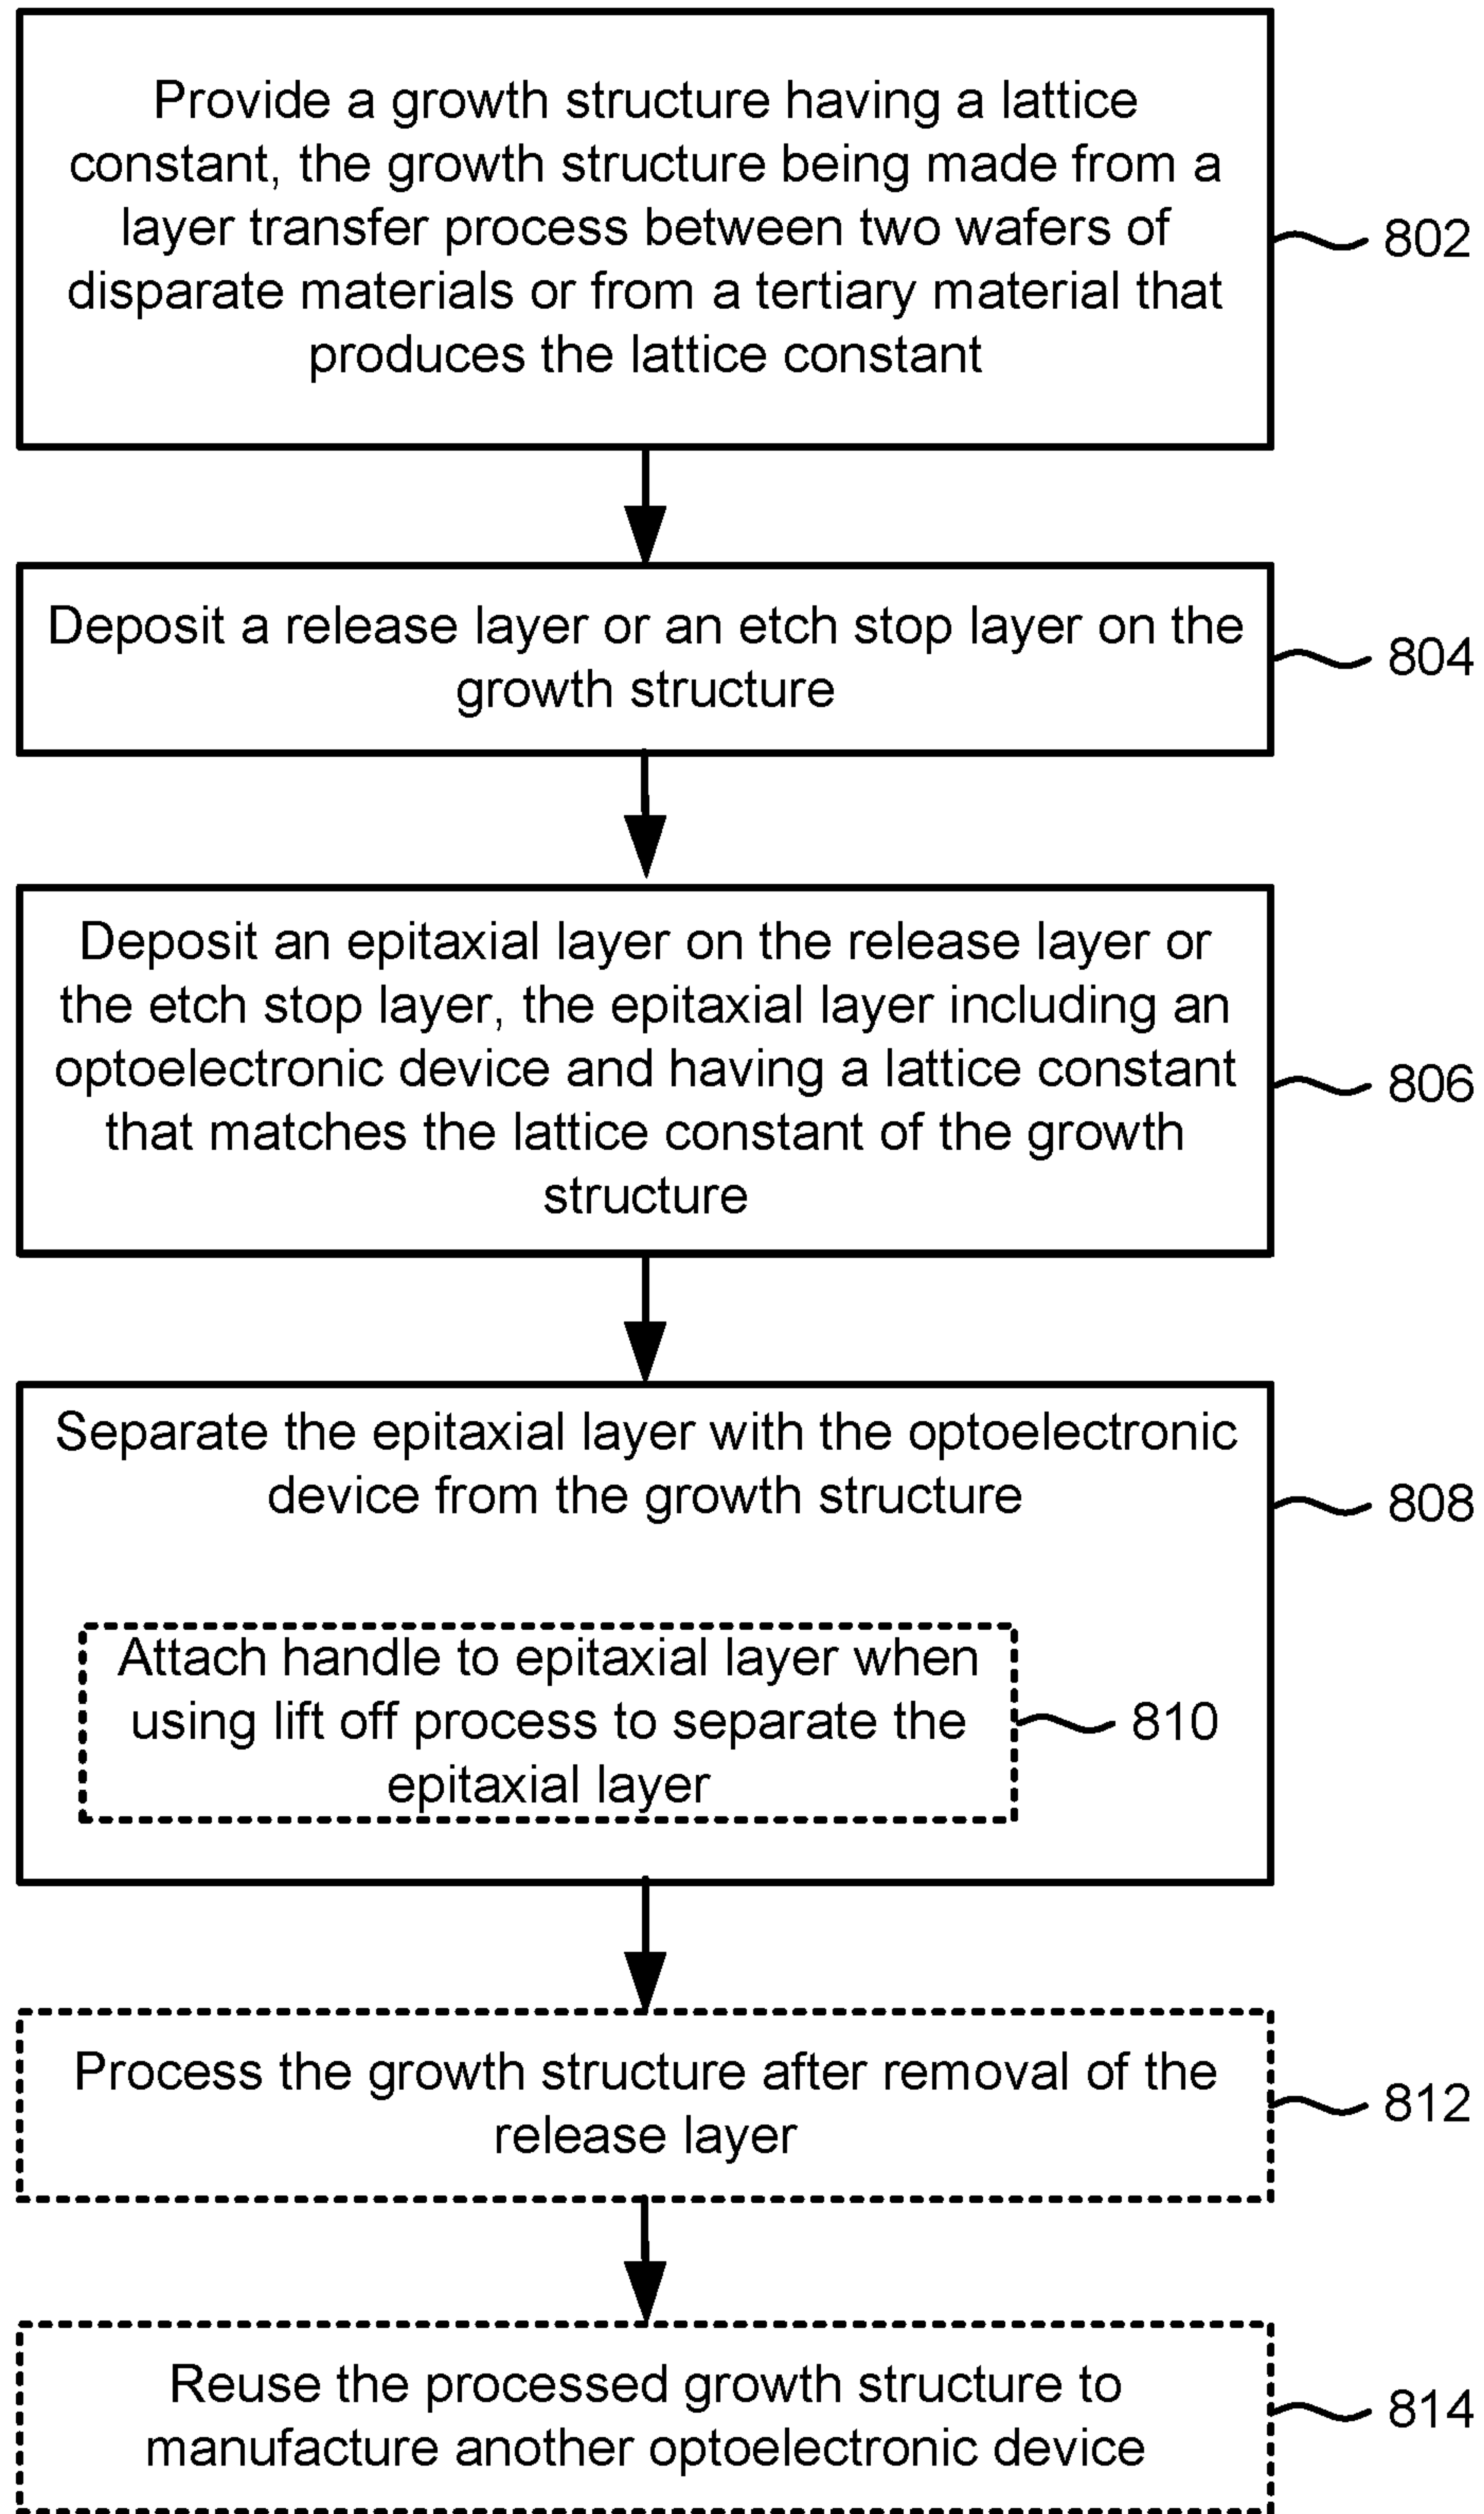 Provide a growth structure having a lattice
constant, the growth structure being made from a
layer transfer process between two wafers of
disparate materials or from a tertiary material that
produces the lattice constant
802
Deposit a release layer or an etch stop layer on the
growth structure
804
Deposit an epitaxial layer on the release layer or
the etch stop layer, the epitaxial layer including an
optoelectronic device and having a lattice constant
that matches the lattice constant of the growth
structure
806
Separate the epitaxial layer with the optoelectronic
device from the growth structure
808
Attach handle to epitaxial layer when
using lift off process to separate the
epitaxial layer
810
Process the growth structure after removal of the
release layer
812
Reuse the processed growth structure to
manufacture another optoelectronic device
814